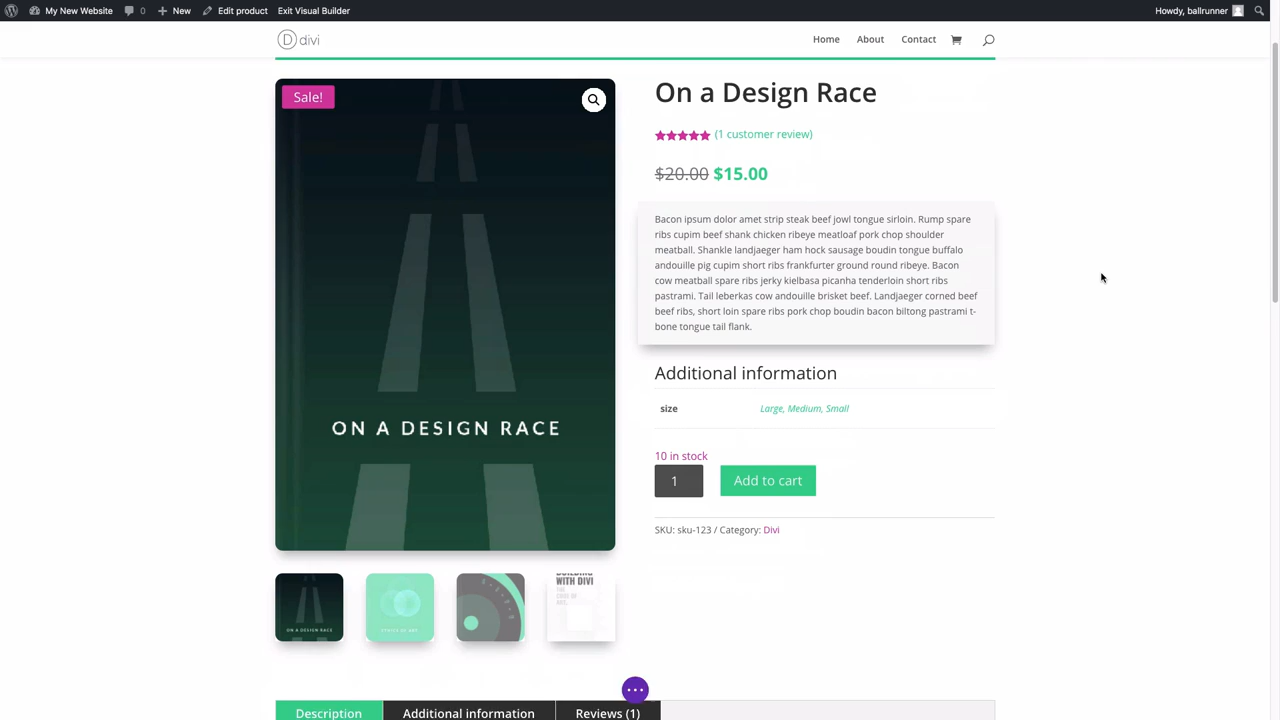 My New Website 0 New Edit product Exit Visual Builder Howdy, ballrunner
D divi Home About Contact
Sale!
ON A DESIGN RACE
On a Design Race
(1 customer review)
$20.00 $15.00
Bacon ipsum dolor amet strip steak beef jowl tongue sirloin. Rump spare
ribs cupim beef shank chicken ribeye meatloaf pork chop shoulder
meatball. Shankle landjaeger ham hock sausage boudin tongue buffalo
andouille pig cupim short ribs frankfurter ground round ribeye. Bacon
cow meatball spare ribs jerky kielbasa picanha tenderloin short ribs
pastrami. Tail leberkas cow andouille brisket beef. Landjaeger corned beef
beef ribs, short loin spare ribs pork chop boudin bacon biltong pastrami t-
bone tongue tail flank.
Additional information
size Large, Medium, Small
10 in stock
1 Add to cart
SKU: sku-123 / Category: Divi
ON A DESIGN RACE
BUILDING
WITH DIVI
THE
Description Additional information Reviews (1)